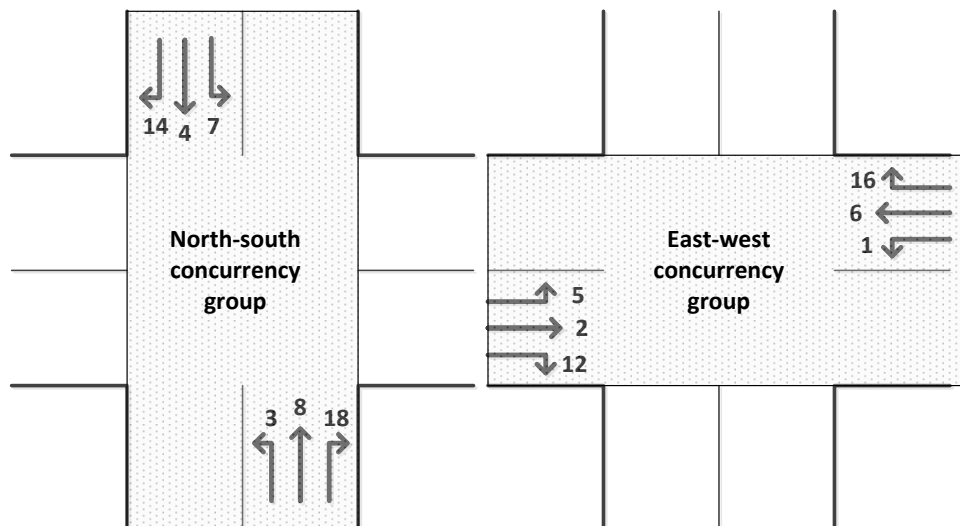 14 4 7
North-south
concurrency
group
3 8 18
16
6
1
East-west
concurrency
group
5
2
12